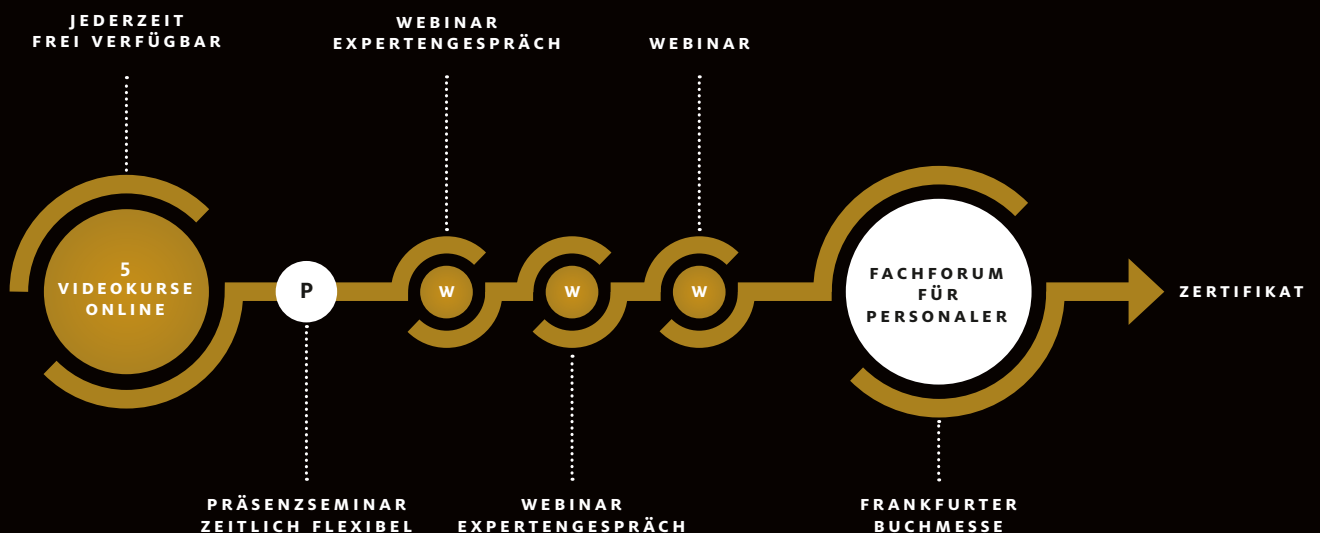 JEDERZEIT
FREI VERFÜGBAR
WEBINAR
EXPERTENGESPRÄCH
WEBINAR
5
VIDEOKURSE
ONLINE
P
W
W
W
FACHFORUM
FÜR
PERSONALER
ZERTIFIKAT
PRÄSENZSEMINAR
ZEITLICH FLEXIBEL
WEBINAR
EXPERTENGESPRÄCH
FRANKFURTER
BUCHMESSE